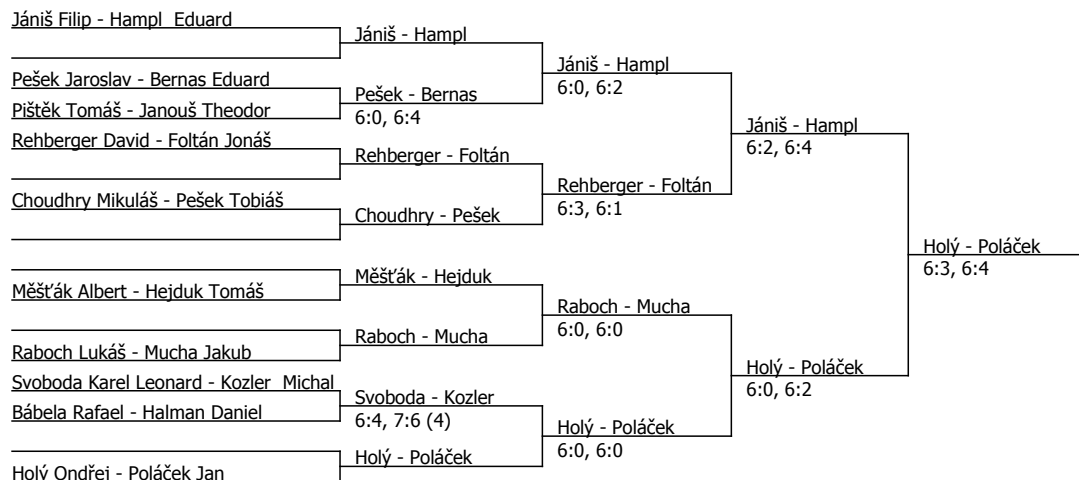 Jániš Filip - Hampl  Eduard
Pešek Jaroslav - Bernas Eduard
Pištěk Tomáš - Janouš Theodor
Rehberger David - Foltán Jonáš
Choudhry Mikuláš - Pešek Tobiáš
Měšťák Albert - Hejduk Tomáš
Raboch Lukáš - Mucha Jakub
Svoboda Karel Leonard - Kozler  Michal
Bábela Rafael - Halman Daniel
Holý Ondřej - Poláček Jan
Jániš - Hampl
Pešek - Bernas
6:0, 6:4
Rehberger - Foltán
Choudhry - Pešek
Měšťák - Hejduk
Raboch - Mucha
Svoboda - Kozler
6:4, 7:6 (4)
Holý - Poláček
Jániš - Hampl
6:0, 6:2
Rehberger - Foltán
6:3, 6:1
Raboch - Mucha
6:0, 6:0
Holý - Poláček
6:0, 6:0
Jániš - Hampl
6:2, 6:4
Holý - Poláček
6:0, 6:2
Holý - Poláček
6:3, 6:4